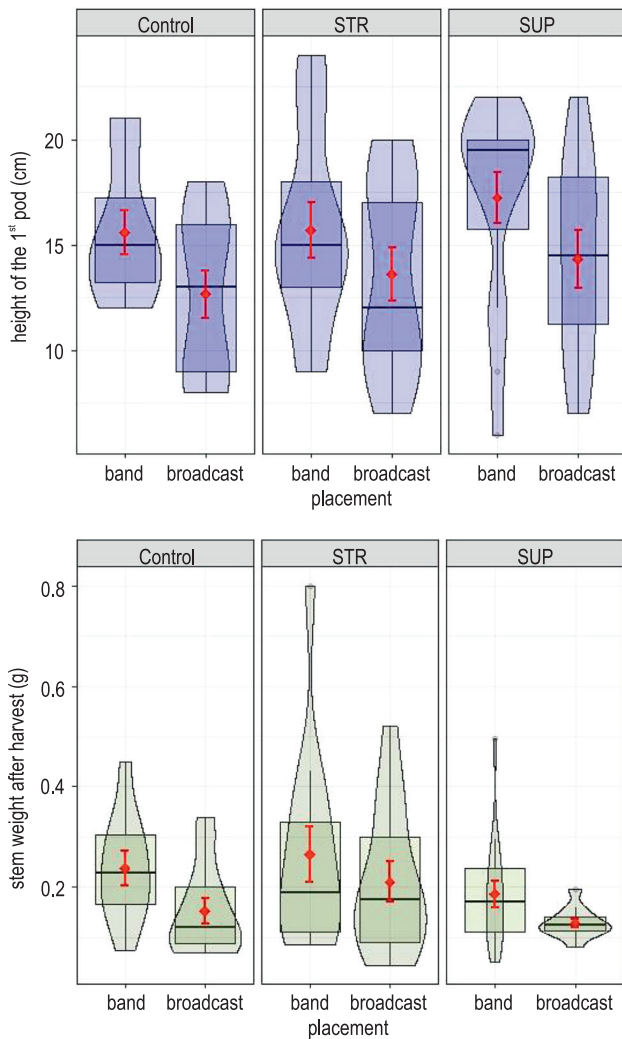 Control STR SUP
height of the 1st pod (cm)
20
15
10
band broadcast band broadcast band broadcast
placement
Control STR SUP
stem weight after harvest (g)
0.8
0.6
0.4
0.2
band broadcast band broadcast band broadcast
placement